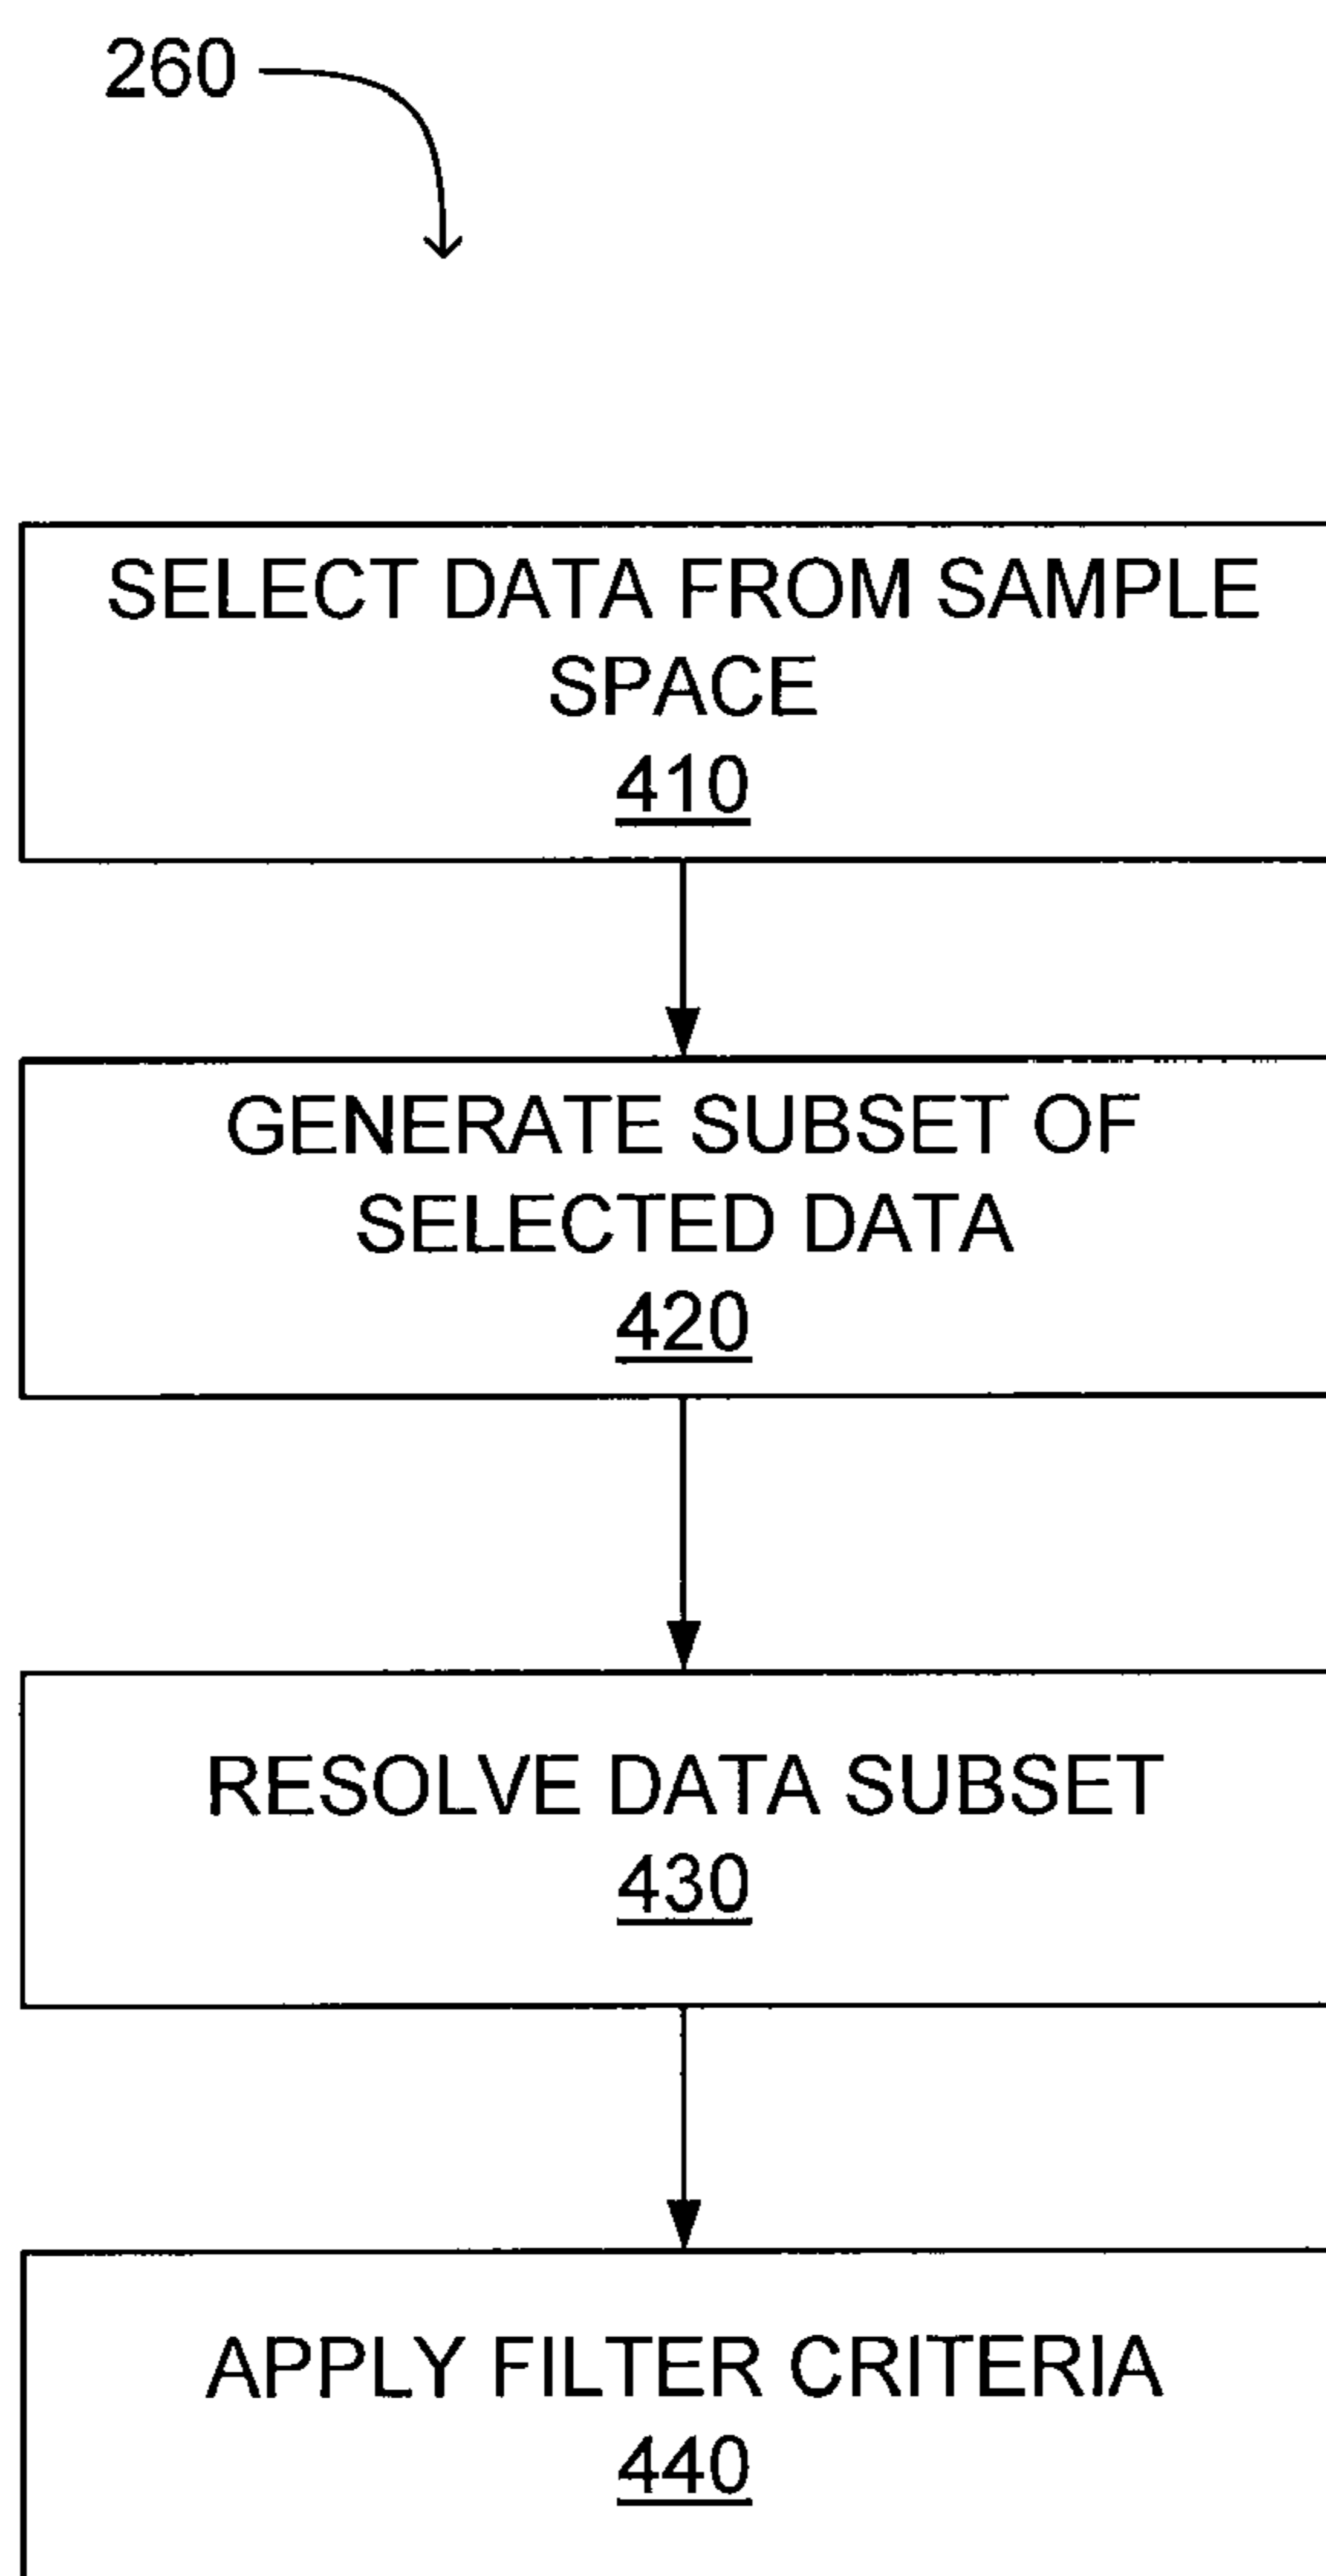 260
SELECT DATA FROM SAMPLE
SPACE
410
GENERATE SUBSET OF
SELECTED DATA
420
RESOLVE DATA SUBSET
430
APPLY FILTER CRITERIA
440